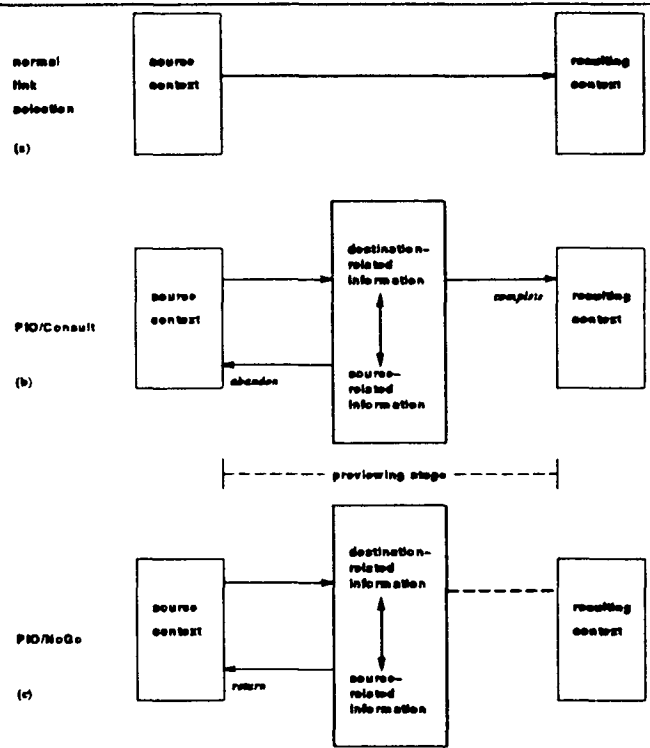 normal
link
selection
(a)
source
context
resulting
context
PIO/Consult
(b)
source
context
destination-
related
information
source-
related
information
abandon
complete
resulting
context
previewing stage
PIO/NoGo
(c)
source
context
destination-
related
information
source-
related
information
return
resulting
context